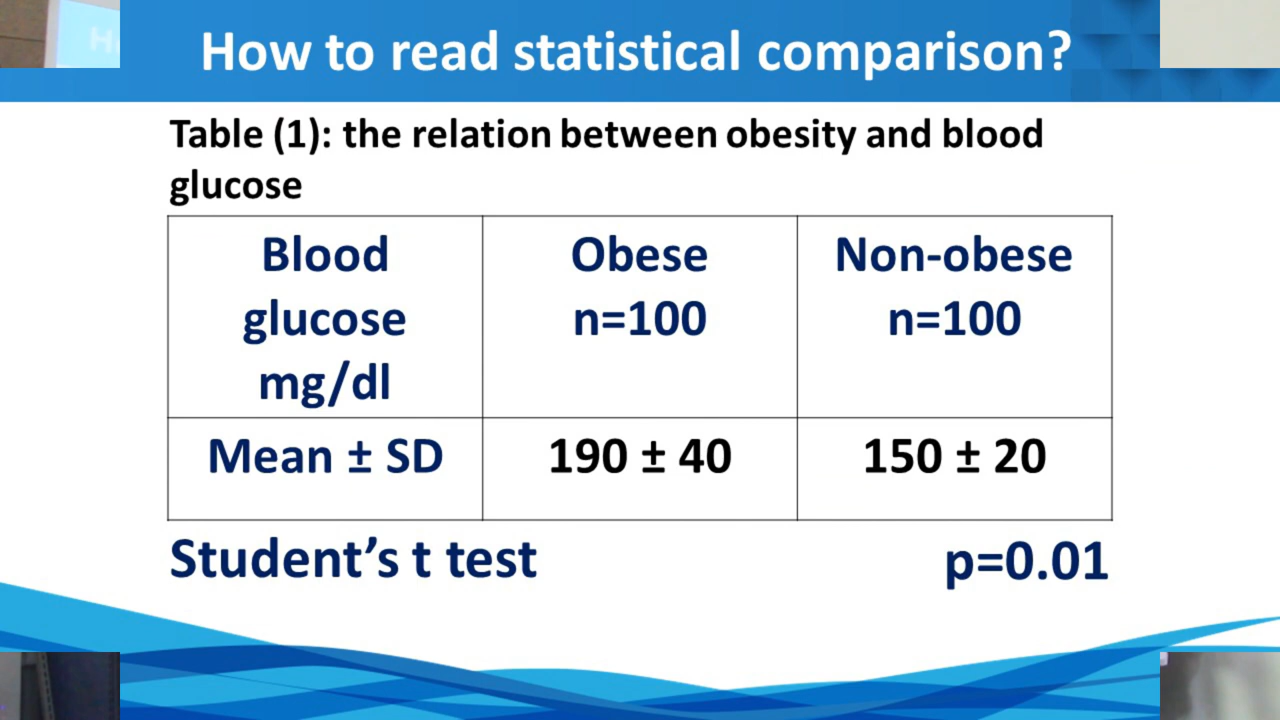 How to read statistical comparison?
Table (1): the relation between obesity and blood
glucose
Blood
glucose
mg/dl
Obese
n=100
Non-obese
n=100
Mean ± SD
190 ± 40
150 ± 20
Student’s t test
p=0.01